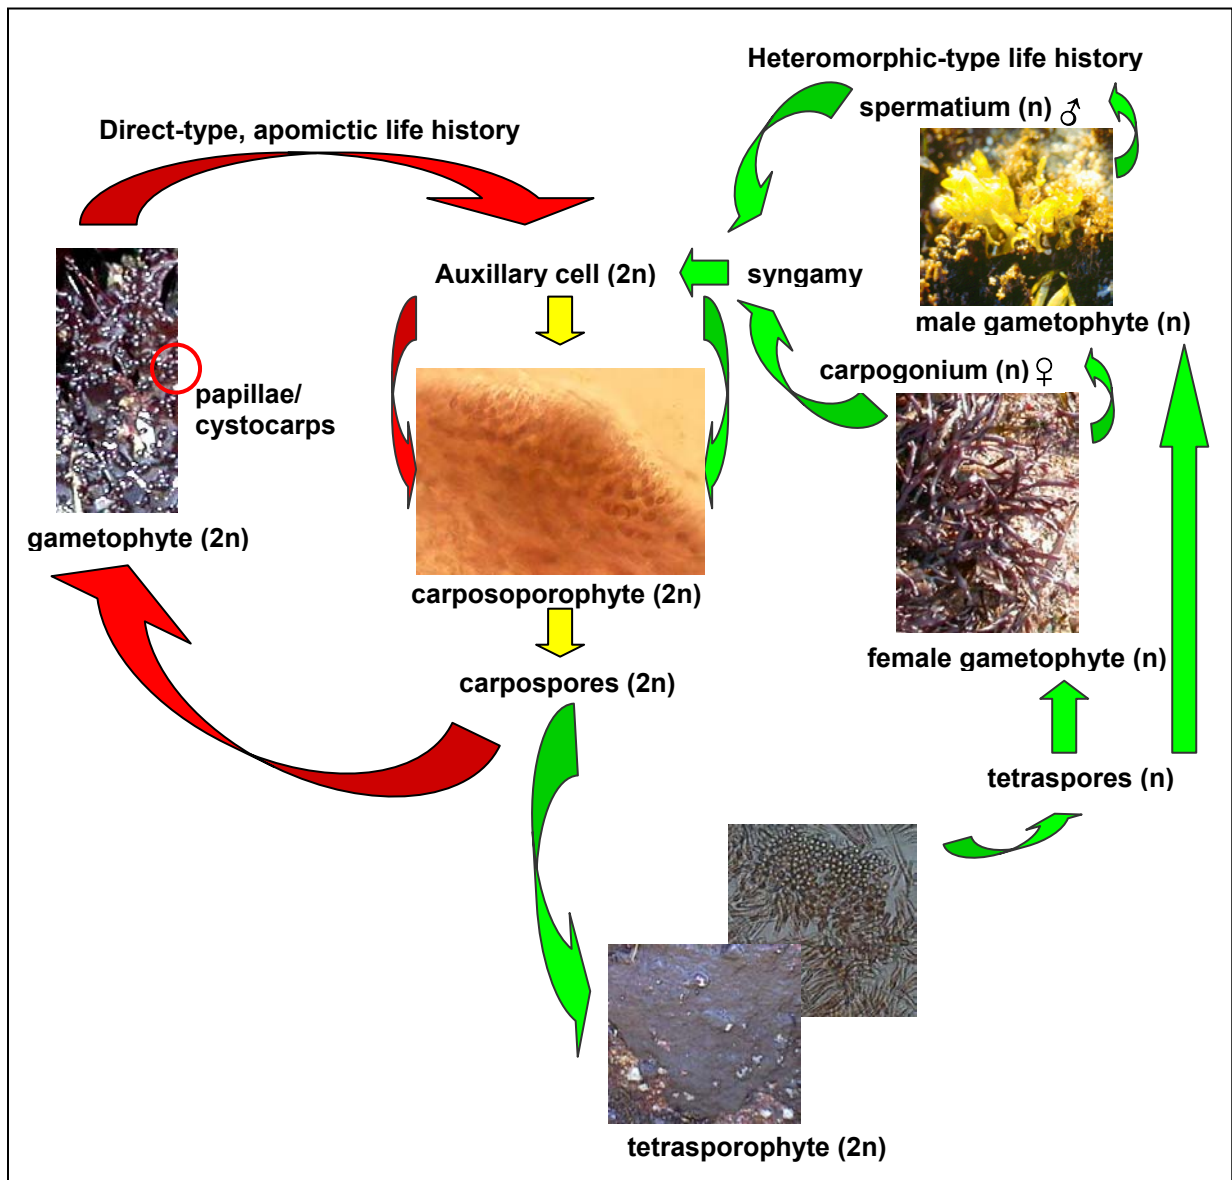 Heteromorphic-type life history
spermatium (n) ♂
Direct-type, apomictic life history
Auxillary cell (2n)
syngamy
male gametophyte (n)
carpogonium (n) ♀
papillae/
cystocarps
gametophyte (2n)
carposoporophyte (2n)
female gametophyte (n)
carpospores (2n)
tetraspores (n)
tetrasporophyte (2n)